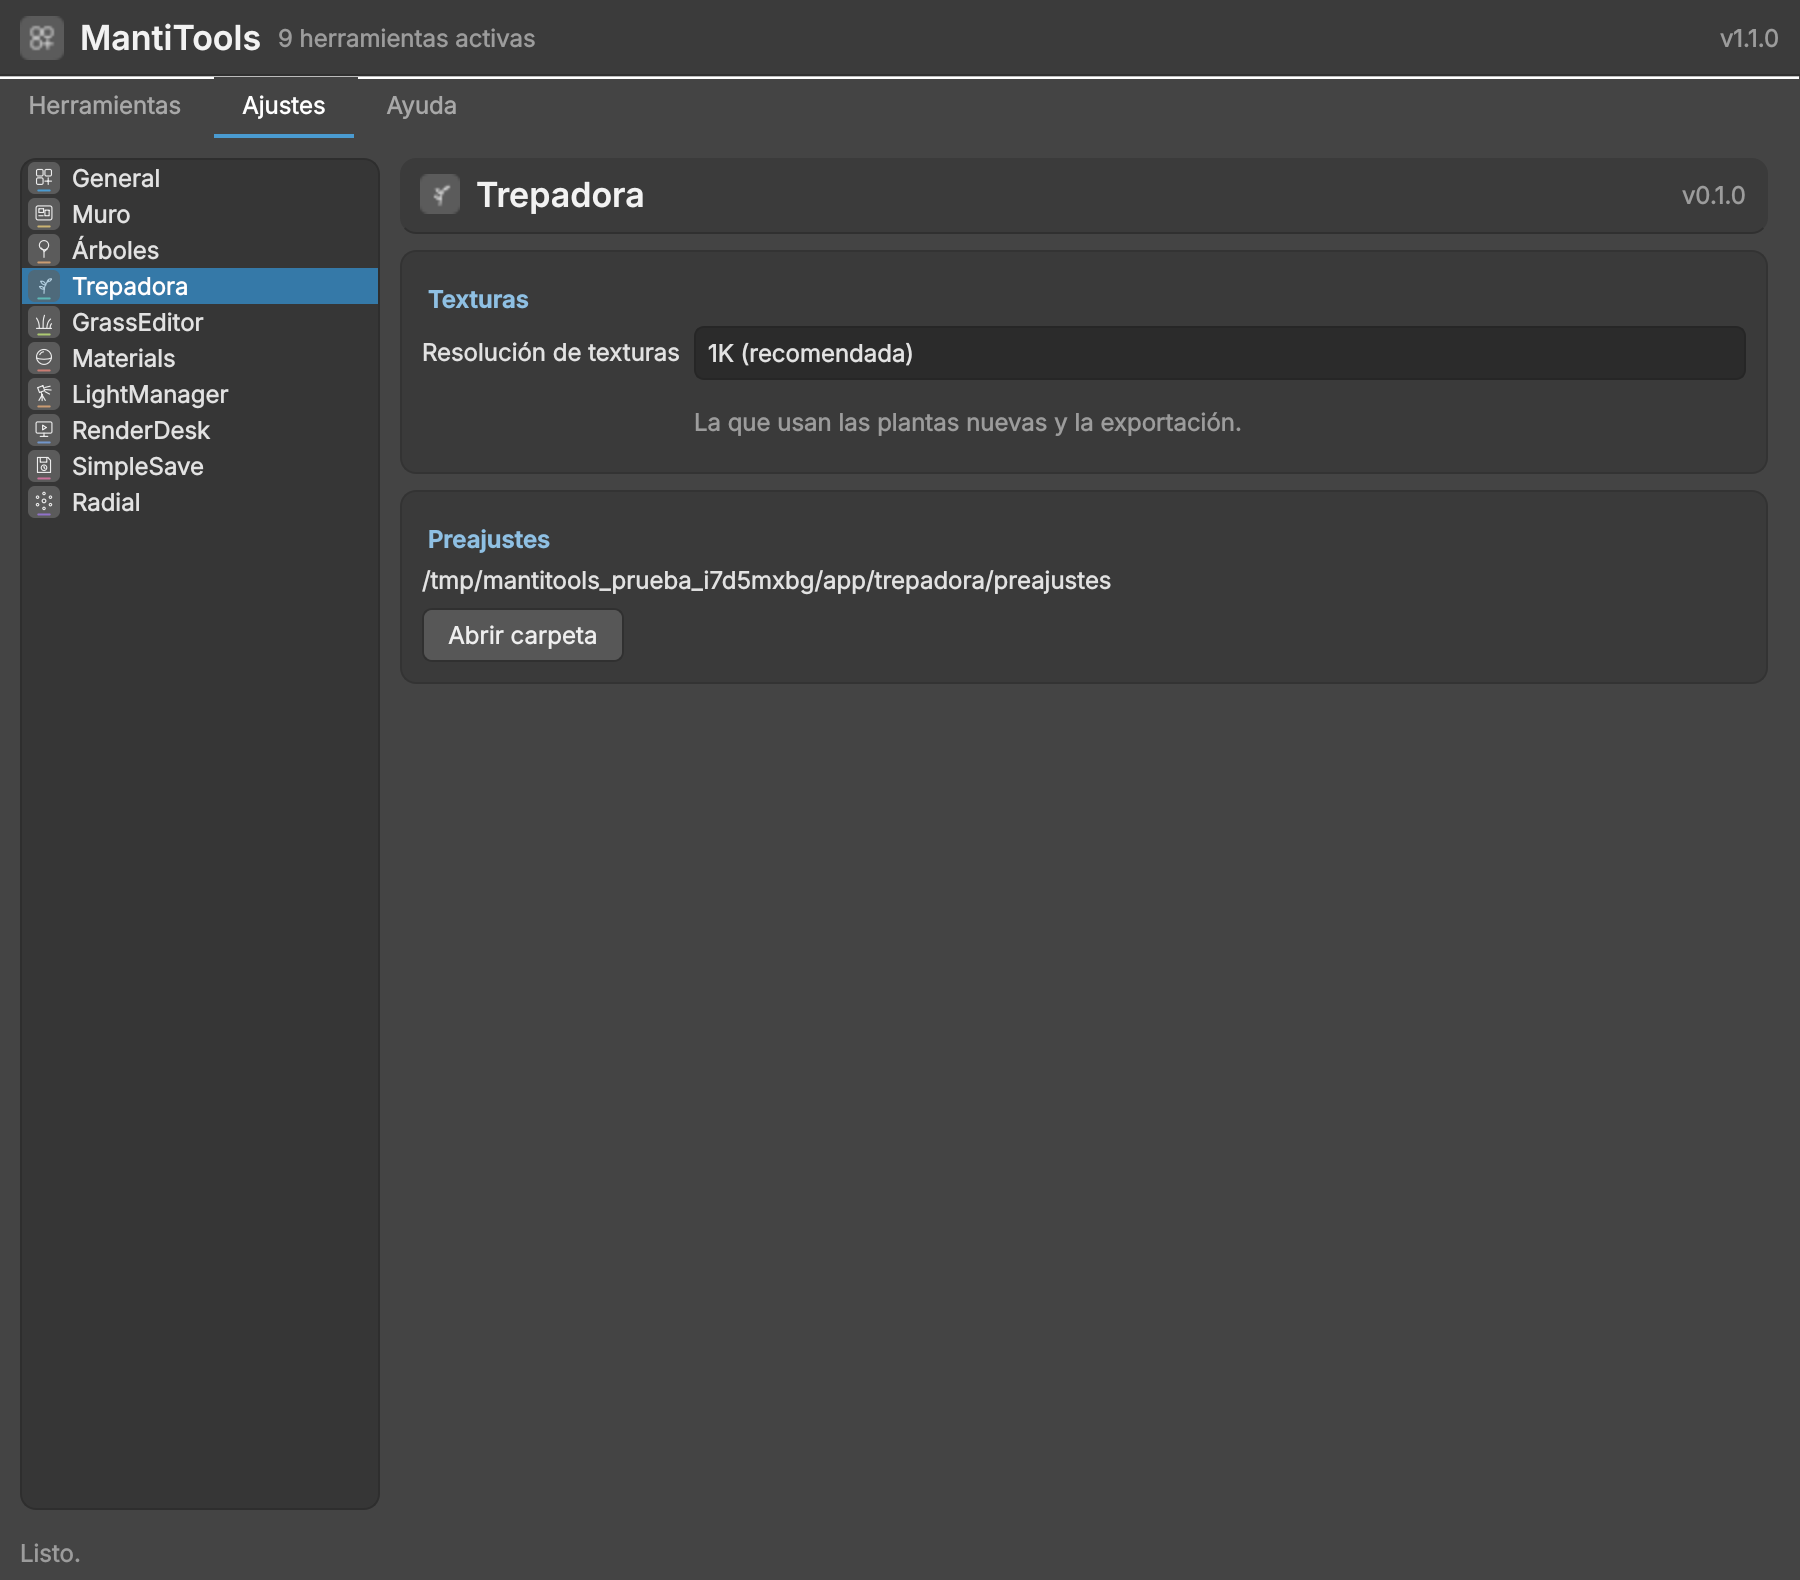 MantiTools 9 herramientas activas v1.1.0
Herramientas Ajustes Ayuda
General
Muro
Árboles
Trepadora
GrassEditor
Materials
LightManager
RenderDesk
SimpleSave
Radial
Trepadora v0.1.0
Texturas
Resolución de texturas 1K (recomendada)
La que usan las plantas nuevas y la exportación.
Preajustes
/tmp/mantitools_prueba_i7d5mxbg/app/trepadora/preajustes
Abrir carpeta
Listo.